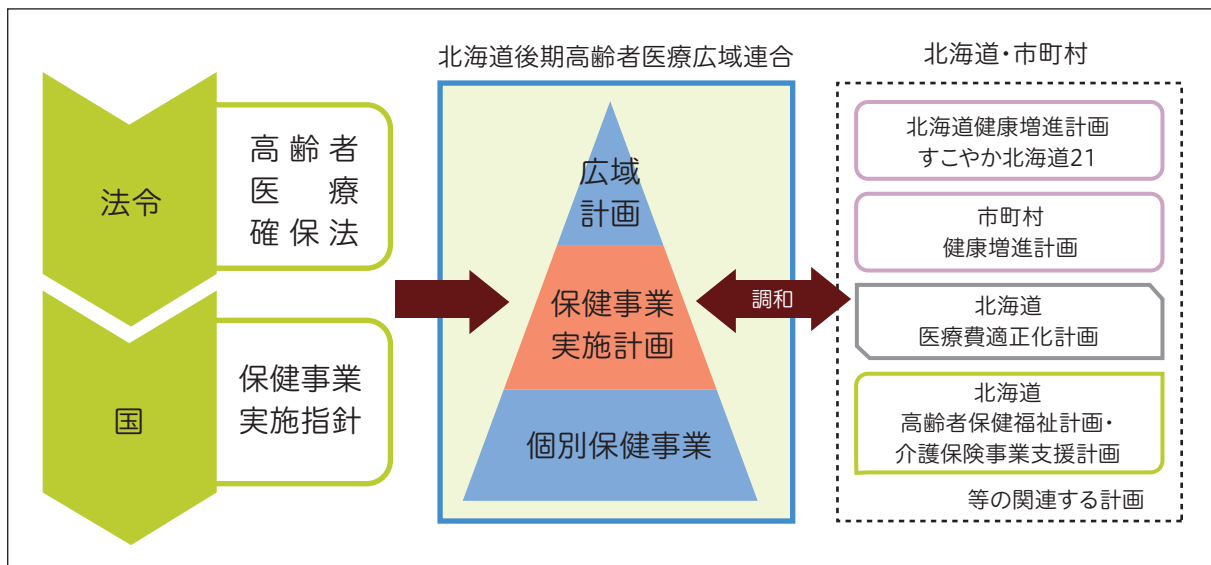 法令
高齢者
医療
確保法
国
保健事業
実施指針
北海道後期高齢者医療広域連合
広域
計画
保健事業
実施計画
個別保健事業
調和
北海道・市町村
北海道健康増進計画
すこやか北海道21
市町村
健康増進計画
北海道
医療費適正化計画
北海道
高齢者保健福祉計画・
介護保険事業支援計画
等の関連する計画